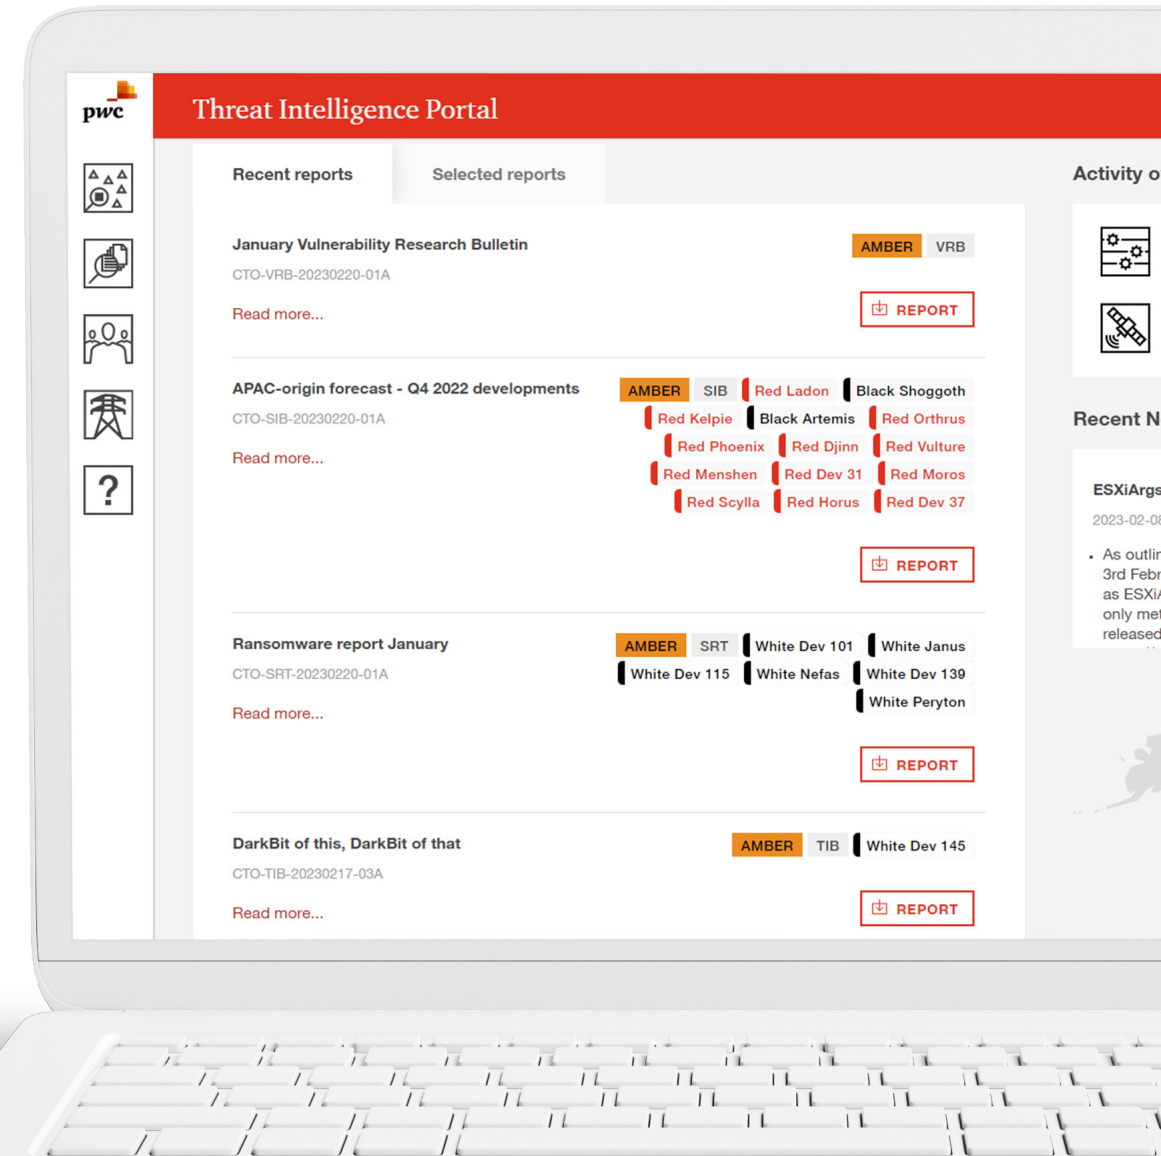 pwc
Threat Intelligence Portal
Recent reports
Selected reports
January Vulnerability Research Bulletin
AMBER VRB
CTO-VRB-20230220-01A
Read more...
REPORT
APAC-origin forecast - Q4 2022 developments
AMBER SIB Red Ladon Black Shoggoth
CTO-SIB-20230220-01A
Red Kelpie Black Artemis Red Orthrus
Red Phoenix Red Djinn Red Vulture
Read more...
Red Menshen Red Dev 31 Red Moros
Red Scylla Red Horus Red Dev 37
REPORT
Ransomware report January
AMBER SRT White Dev 101 White Janus
CTO-SRT-20230220-01A
White Dev 115 White Nefas White Dev 139
White Peryton
Read more...
REPORT
DarkBit of this, DarkBit of that
AMBER TIB White Dev 145
CTO-TIB-20230217-03A
Read more...
REPORT
?
Activity o
Recent N
ESXiArgs
2023-02-08
As outlin
3rd Febr
as ESXiA
only met
released